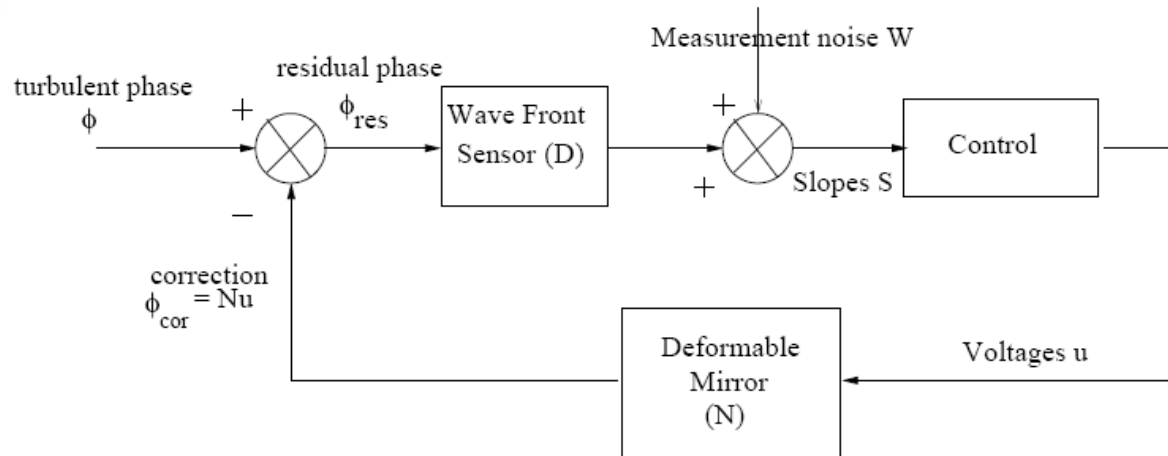 Measurement noise W
turbulent phase
ϕ
+
residual phase
ϕres
Wave Front
Sensor (D)
+
+
Slopes S
Control
−
correction
ϕcor = Nu
Deformable
Mirror
(N)
Voltages u